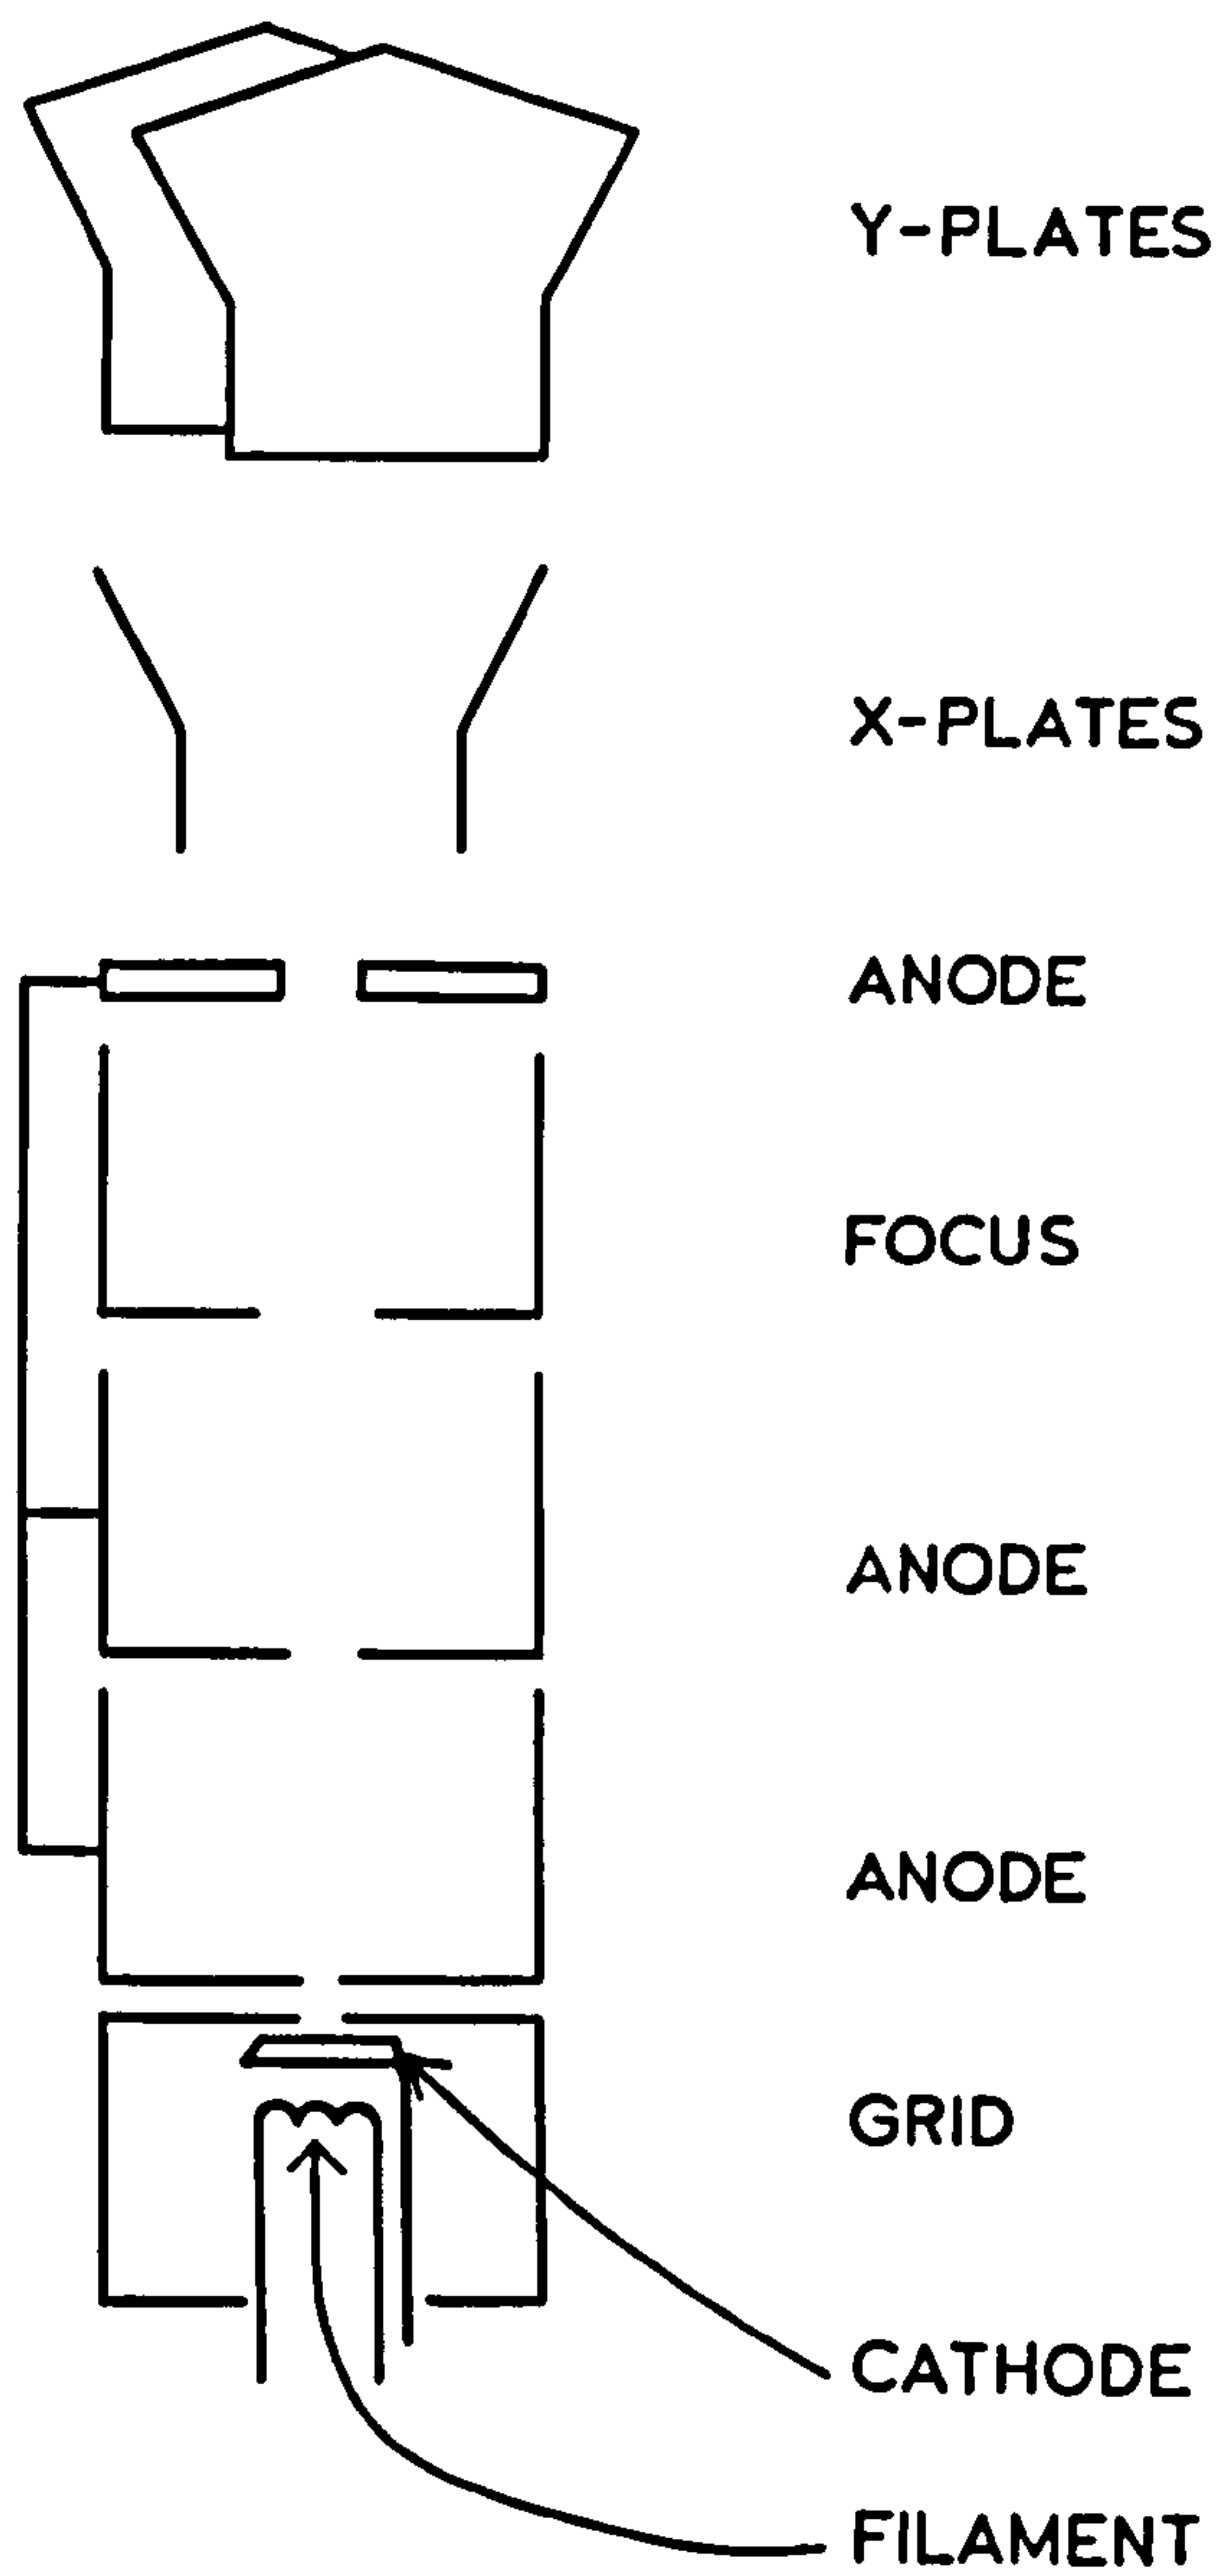 Y-PLATES
X-PLATES
ANODE
FOCUS
ANODE
ANODE
GRID
CATHODE
FILAMENT